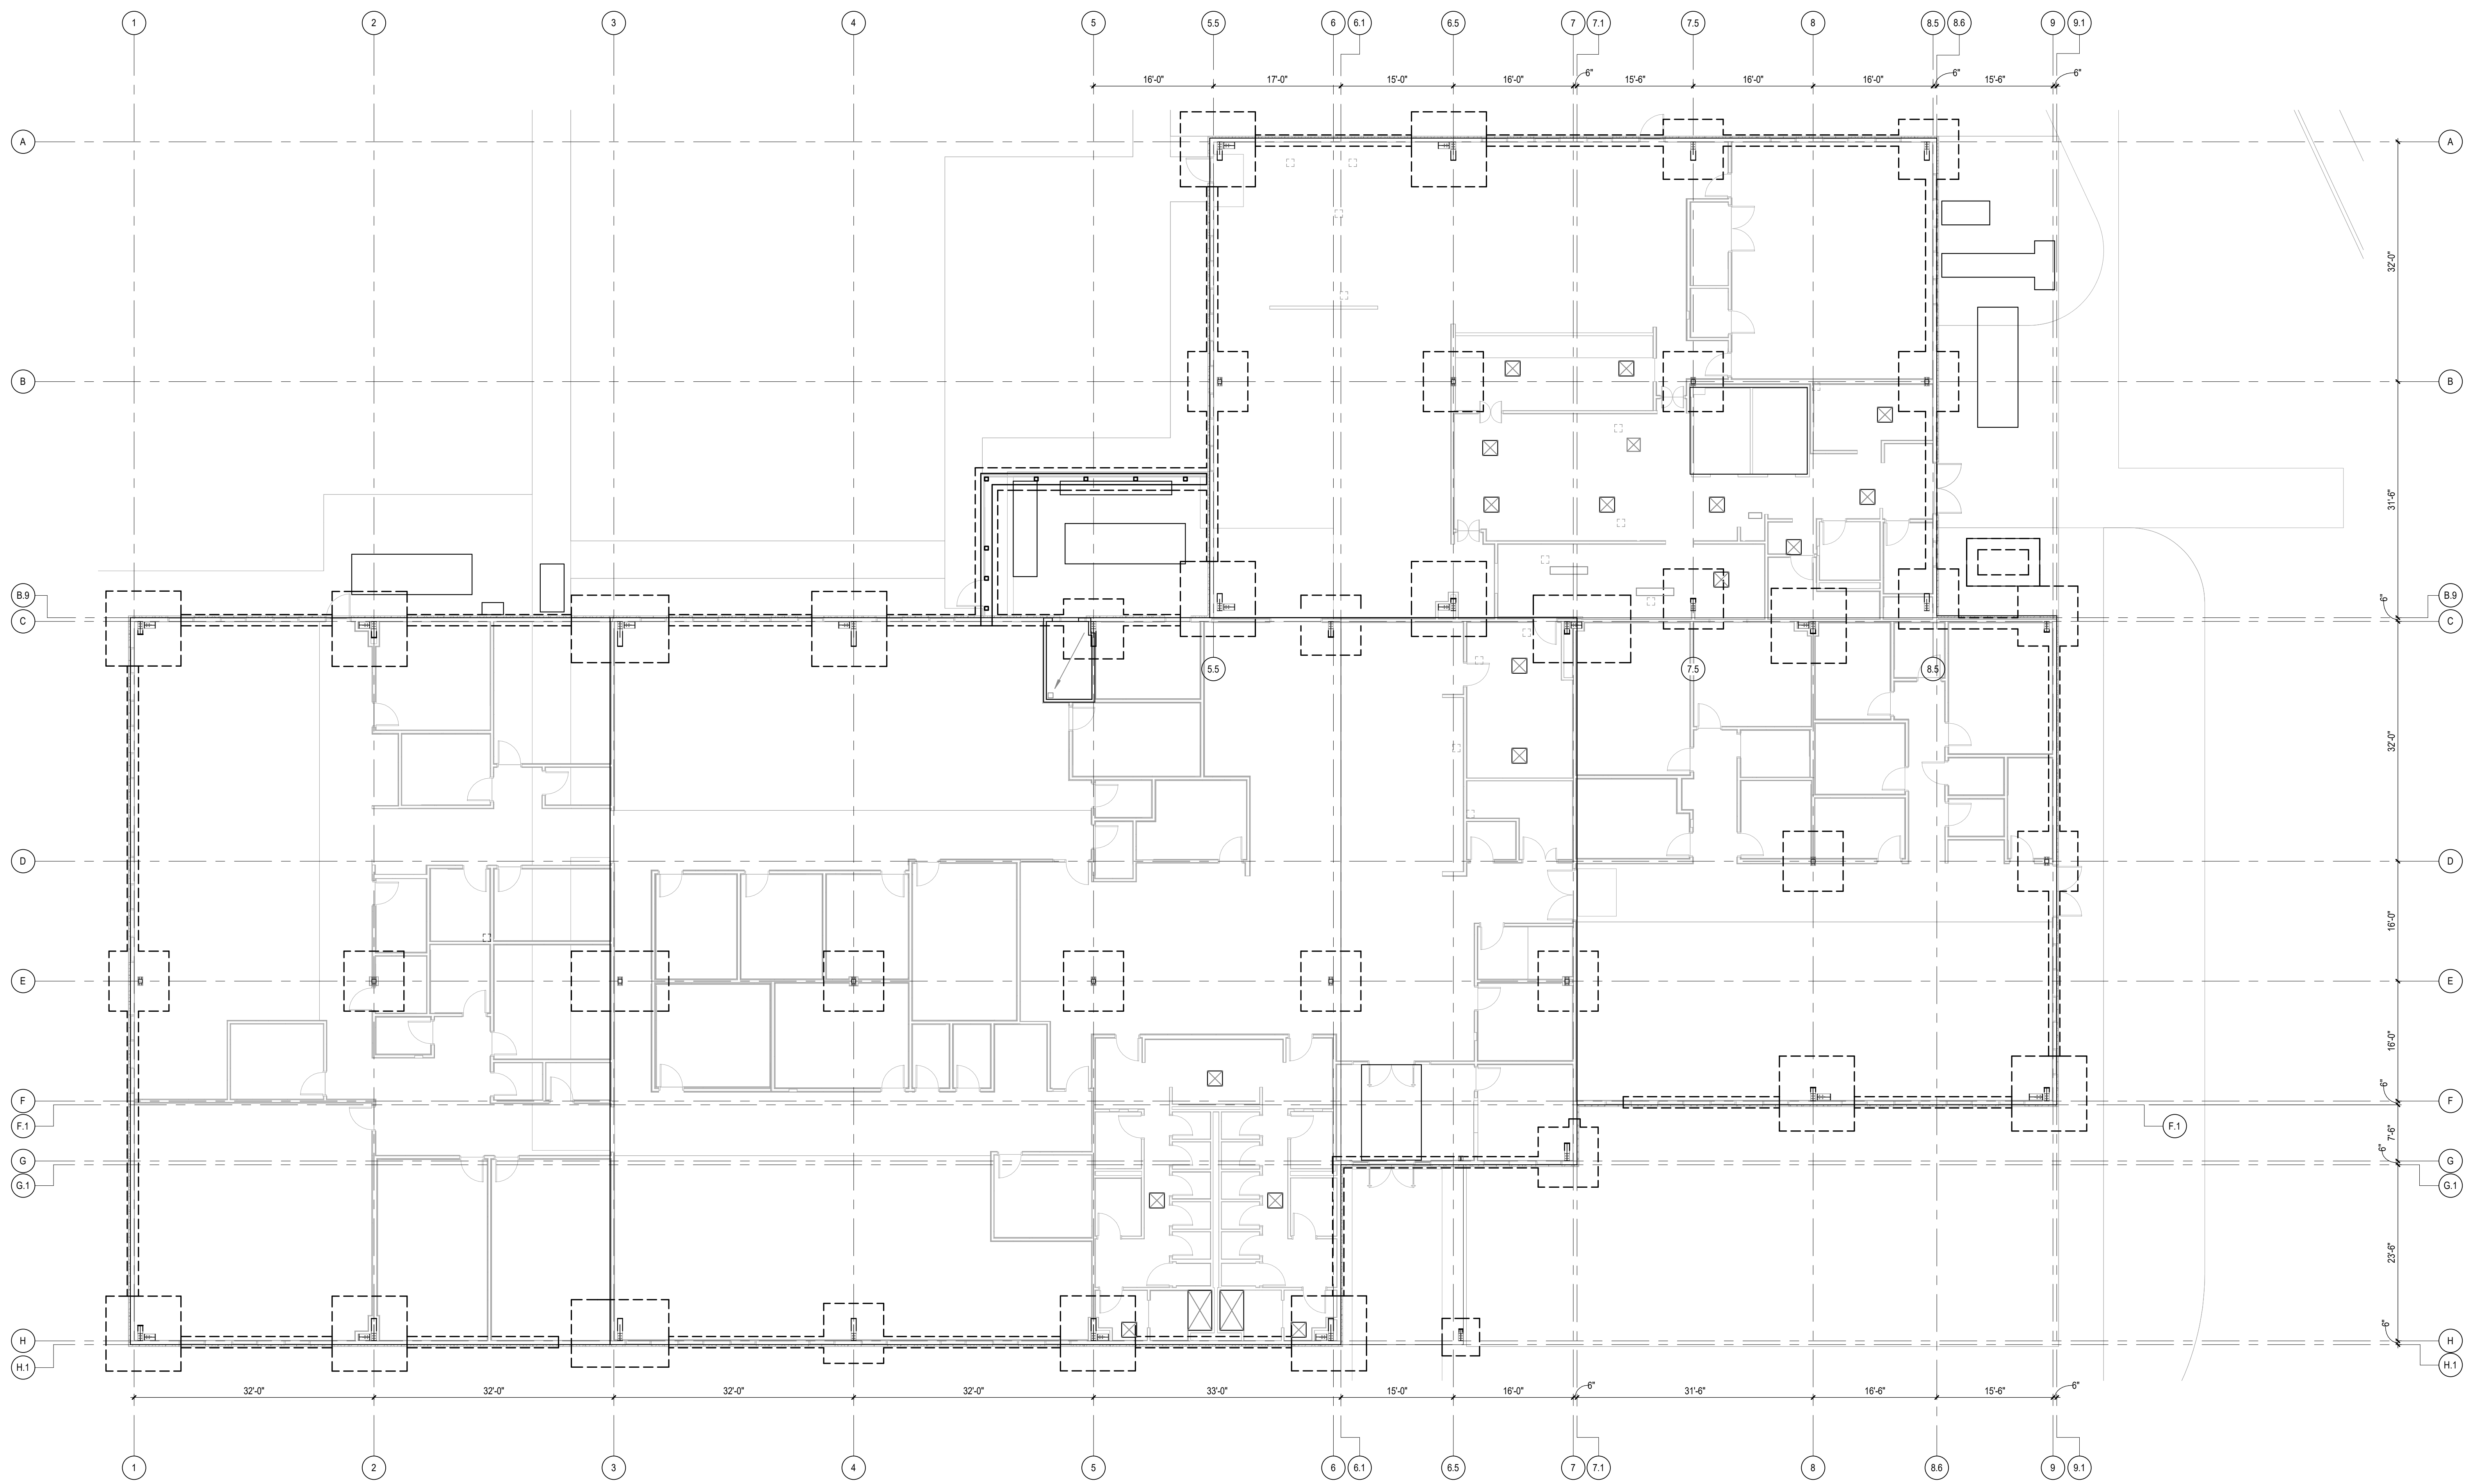 1 2 3 4 5 5.5 6 6.1 6.5 7 7.1 7.5 8 8.5 8.6 9 9.1
16'-0" 17'-0" 15'-0" 16'-0" 6" 15'-6" 16'-0" 16'-0" 6" 15'-6" 6"
A A
32'-0"
B B
31'-6"
B.9 6" B.9
C C
5.5 7.5 8.5
32'-0"
D D
16'-0"
E E
16'-0"
F 6" F
F.1 F.1
7'-6"
G 6" G
G.1 G.1
23'-6"
H 6" H
H.1 H.1
32'-0" 32'-0" 32'-0" 32'-0" 33'-0" 15'-0" 16'-0" 6" 31'-6" 16'-6" 15'-6" 6"
1 2 3 4 5 6 6.1 6.5 7 7.1 8 8.6 9 9.1